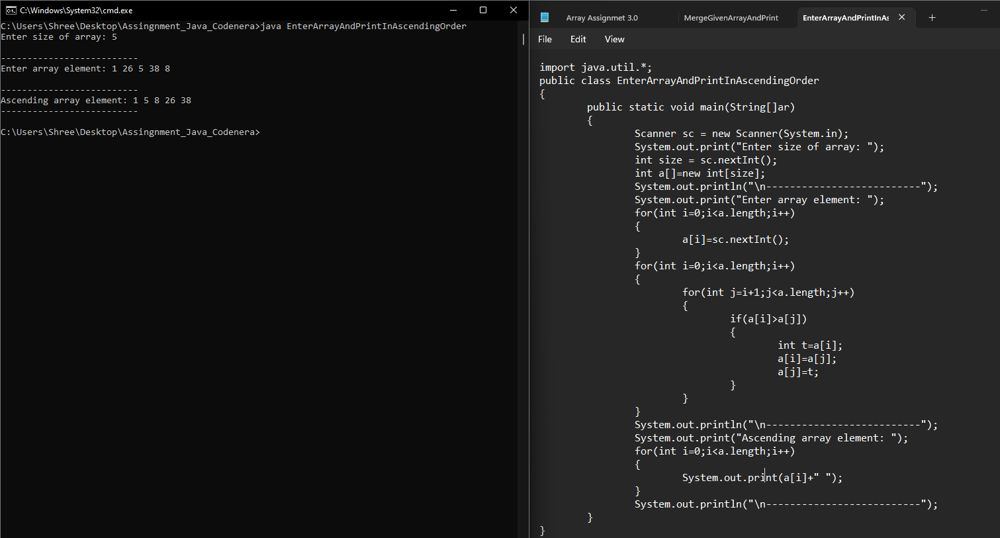 C:\Windows\System32\cmd.exe
C:\Users\Shree\Desktop\Assingnment_Java_Codenera>java EnterArrayAndPrintInAscendingOrder
Enter size of array: 5
--------------------------
Enter array element: 1 26 5 38 8
--------------------------
Ascending array element: 1 5 8 26 38
--------------------------
C:\Users\Shree\Desktop\Assingnment_Java_Codenera>
Array Assignmet 3.0
MergeGivenArrayAndPrint
EnterArrayAndPrintInAs
File Edit View
import java.util.*;
public class EnterArrayAndPrintInAscendingOrder
{
public static void main(String[]ar)
{
Scanner sc = new Scanner(System.in);
System.out.print("Enter size of array: ");
int size = sc.nextInt();
int a[]=new int[size];
System.out.println("\n--------------------------");
System.out.print("Enter array element: ");
for(int i=0;i<a.length;i++)
{
a[i]=sc.nextInt();
}
for(int i=0;i<a.length;i++)
{
for(int j=i+1;j<a.length;j++)
{
if(a[i]>a[j])
{
int t=a[i];
a[i]=a[j];
a[j]=t;
}
}
}
System.out.println("\n--------------------------");
System.out.print("Ascending array element: ");
for(int i=0;i<a.length;i++)
{
System.out.print(a[i]+" ");
}
System.out.println("\n--------------------------");
}
}